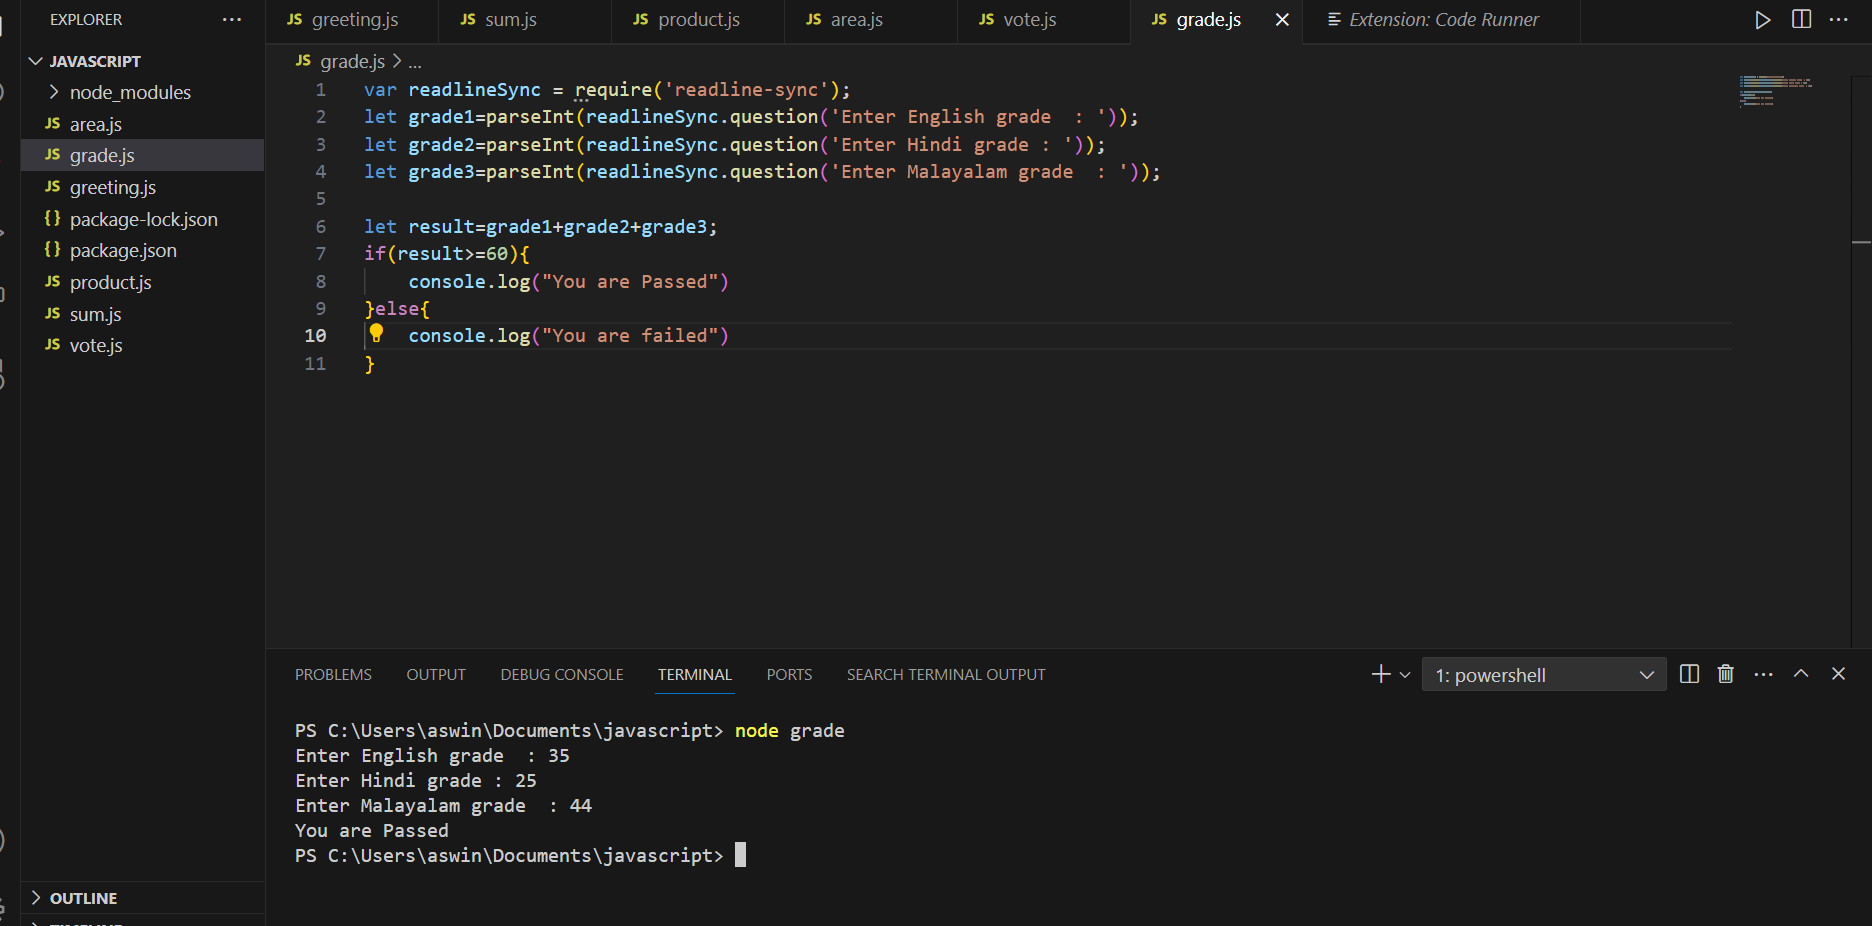 EXPLORER ...
JAVASCRIPT
node_modules
JS area.js
JS grade.js
JS greeting.js
{} package-lock.json
{} package.json
JS product.js
JS sum.js
JS vote.js
OUTLINE
JS greeting.js JS sum.js JS product.js JS area.js JS vote.js JS grade.js Extension: Code Runner
JS grade.js > ...
1 var readlineSync = require('readline-sync');
2 let grade1=parseInt(readlineSync.question('Enter English grade  : '));
3 let grade2=parseInt(readlineSync.question('Enter Hindi grade : '));
4 let grade3=parseInt(readlineSync.question('Enter Malayalam grade  : '));
5
6 let result=grade1+grade2+grade3;
7 if(result>=60){
8     console.log("You are Passed")
9 }else{
10     console.log("You are failed")
11 }
PROBLEMS OUTPUT DEBUG CONSOLE TERMINAL PORTS SEARCH TERMINAL OUTPUT 1: powershell
PS C:\Users\aswin\Documents\javascript> node grade
Enter English grade  : 35
Enter Hindi grade : 25
Enter Malayalam grade  : 44
You are Passed
PS C:\Users\aswin\Documents\javascript>